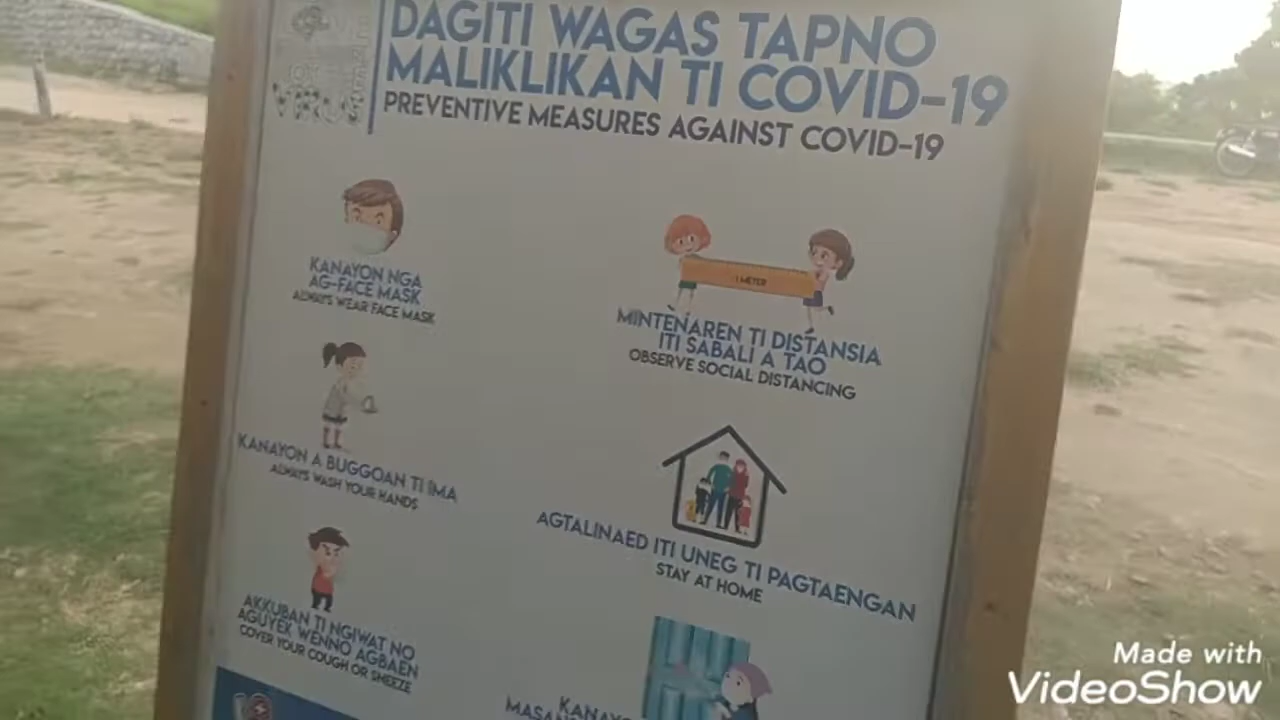 DAGITI WAGAS TAPNO
MALIKLIKAN TI COVID-19
PREVENTIVE MEASURES AGAINST COVID-19
KANAYON NGA
AG-FACE MASK
ALWAYS WEAR FACE MASK
1 METER
MINTENAREN TI DISTANSIA
ITI SABALI A TAO
OBSERVE SOCIAL DISTANCING
KANAYON A BUGGOAN TI IMA
ALWAYS WASH YOUR HANDS
AGTALINAED ITI UNEG TI PAGTAENGAN
STAY AT HOME
AKKUBAN TI NGIWAT NO
AGUYEK WENNO AGBAEN
COVER YOUR COUGH OR SNEEZE
Made with
VideoShow